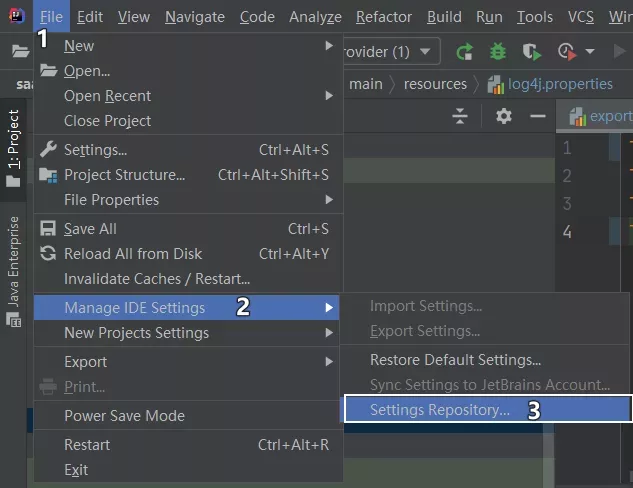 File Edit View Navigate Code Analyze Refactor Build Run Tools VCS
1
New
rovider (1)
Open...
main resources log4j.properties
Open Recent
Close Project
export
1: Project
Settings... Ctrl+Alt+S
1
Project Structure... Ctrl+Alt+Shift+S
2
File Properties
3
Save All Ctrl+S
4
Reload All from Disk Ctrl+Alt+Y
Java Enterprise
Invalidate Caches / Restart...
Manage IDE Settings 2
Import Settings...
New Projects Settings
Export Settings...
Export
Restore Default Settings...
Print...
Sync Settings to JetBrains Account...
Power Save Mode
Settings Repository... 3
Restart Ctrl+Alt+R
Exit